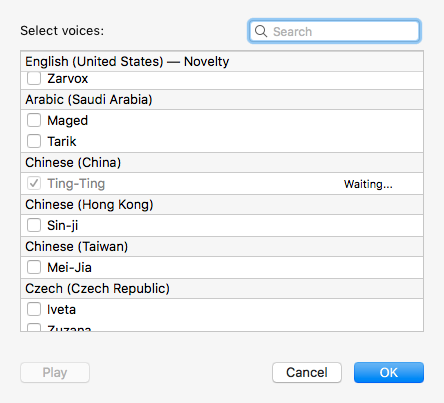 Select voices:
Search
English (United States) — Novelty
Zarvox
Arabic (Saudi Arabia)
Maged
Tarik
Chinese (China)
Ting-Ting Waiting...
Chinese (Hong Kong)
Sin-ji
Chinese (Taiwan)
Mei-Jia
Czech (Czech Republic)
Iveta
Zuzana
Play
Cancel
OK